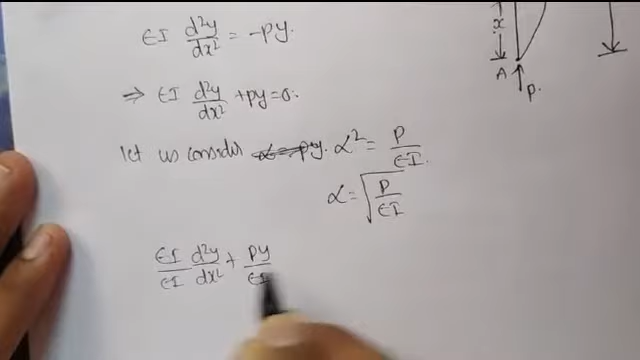 x
A
P.
EI d²y/dx² = -Py.
⇒ EI d²y/dx² + Py = 0.
let us consider α² = P/EI.
α = √(P/EI)
EI/EI d²y/dx² + Py/EI